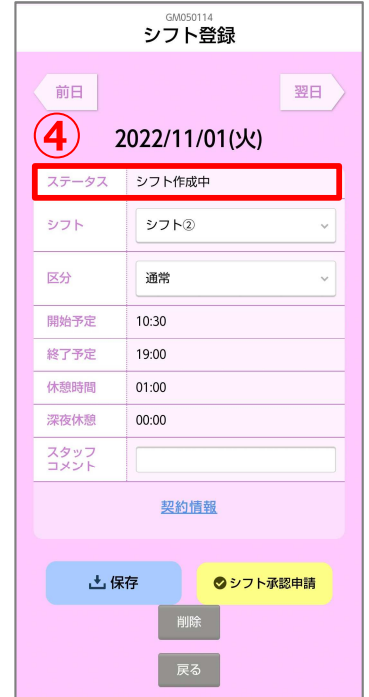 GM050114
シフト登録
前日
翌日
④
2022/11/01(火)
ステータス シフト作成中
シフト シフト②
区分 通常
開始予定 10:30
終了予定 19:00
休憩時間 01:00
深夜休憩 00:00
スタッフ
コメント
契約情報
保存
シフト承認申請
削除
戻る